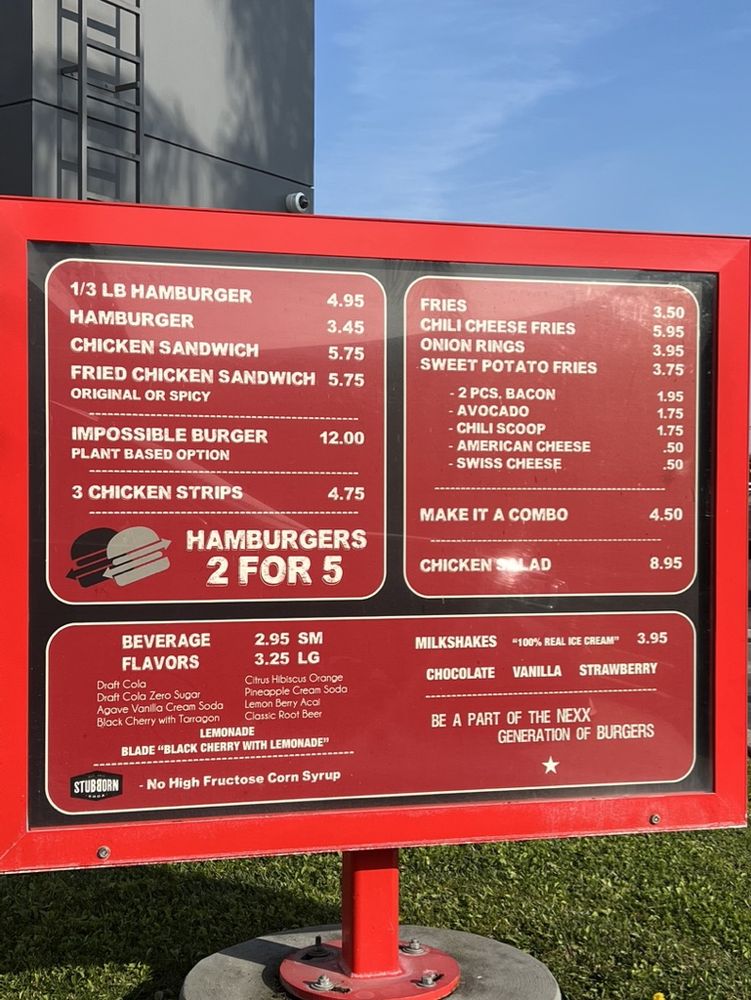 1/3 LB HAMBURGER 4.95
HAMBURGER 3.45
CHICKEN SANDWICH 5.75
FRIED CHICKEN SANDWICH 5.75
ORIGINAL OR SPICY
IMPOSSIBLE BURGER 12.00
PLANT BASED OPTION
3 CHICKEN STRIPS 4.75
HAMBURGERS
2 FOR 5
FRIES 3.50
CHILI CHEESE FRIES 5.95
ONION RINGS 3.95
SWEET POTATO FRIES 3.75
- 2 PCS. BACON 1.95
- AVOCADO 1.75
- CHILI SCOOP 1.75
- AMERICAN CHEESE .50
- SWISS CHEESE .50
MAKE IT A COMBO 4.50
CHICKEN SALAD 8.95
BEVERAGE 2.95 SM
FLAVORS 3.25 LG
Draft Cola
Draft Cola Zero Sugar
Agave Vanilla Cream Soda
Black Cherry with Tarragon
Citrus Hibiscus Orange
Pineapple Cream Soda
Lemon Berry Acai
Classic Root Beer
LEMONADE
BLADE "BLACK CHERRY WITH LEMONADE"
STUBBORN
SODA
- No High Fructose Corn Syrup
MILKSHAKES "100% REAL ICE CREAM" 3.95
CHOCOLATE VANILLA STRAWBERRY
BE A PART OF THE NEXX
GENERATION OF BURGERS